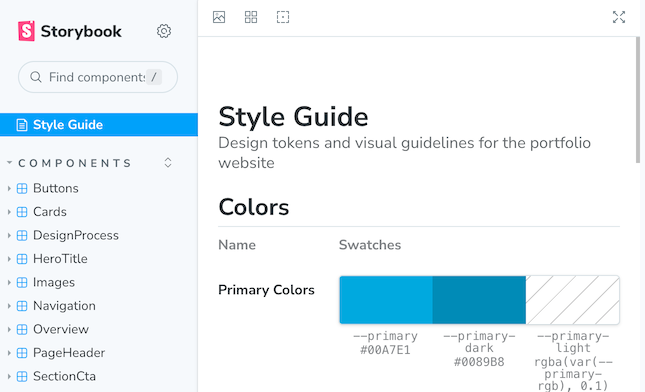 Storybook
Find components
/
Style Guide
COMPONENTS
Buttons
Cards
DesignProcess
HeroTitle
Images
Navigation
Overview
PageHeader
SectionCta
Style Guide
Design tokens and visual guidelines for the portfolio
website
Colors
Name Swatches
Primary Colors
--primary
#00A7E1
--primary-
dark
#0089B8
--primary-
light
rgba(var(--
primary-
rgb), 0.1)